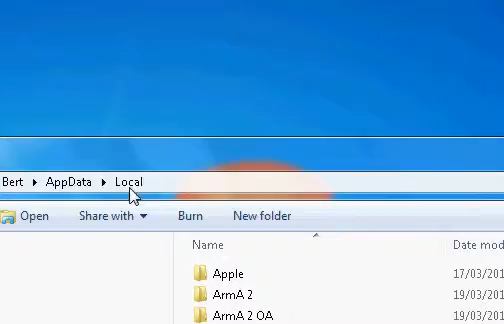 Bert ▸ AppData ▸ Local
Open Share with Burn New folder
Name Date mod
Apple 17/03/201
ArmA 2 19/03/201
ArmA 2 OA 19/03/201